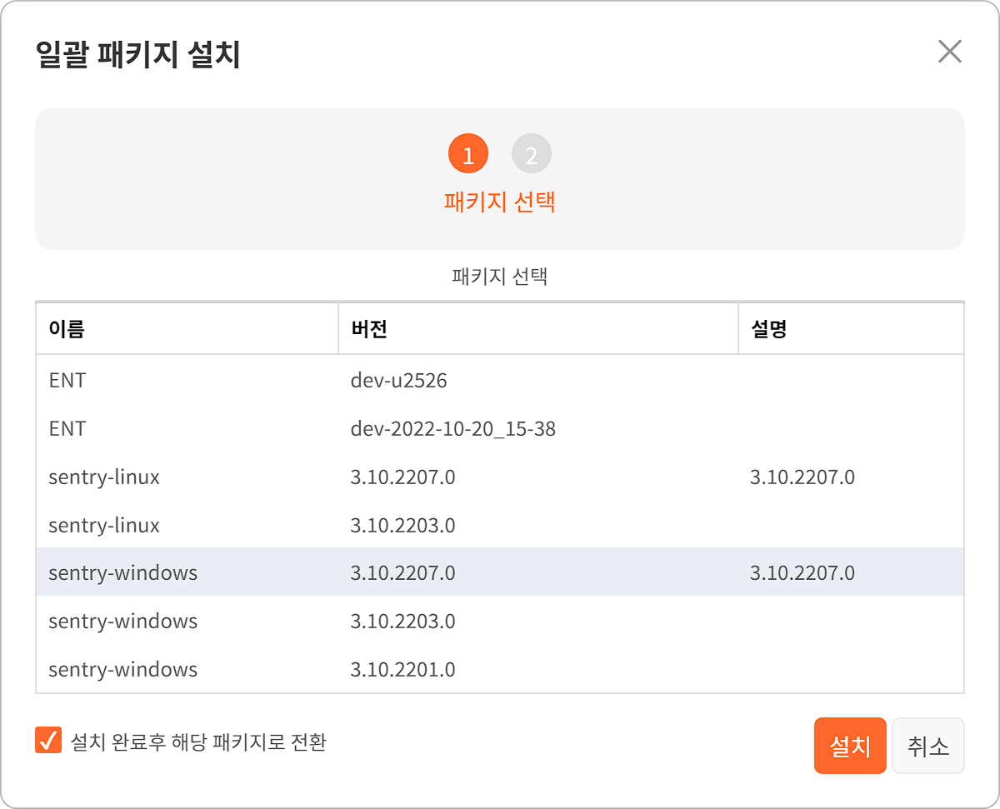 일괄 패키지 설치
1 2
패키지 선택
패키지 선택
이름 버전 설명
ENT dev-u2526
ENT dev-2022-10-20_15-38
sentry-linux 3.10.2207.0 3.10.2207.0
sentry-linux 3.10.2203.0
sentry-windows 3.10.2207.0 3.10.2207.0
sentry-windows 3.10.2203.0
sentry-windows 3.10.2201.0
설치 완료후 해당 패키지로 전환 설치 취소